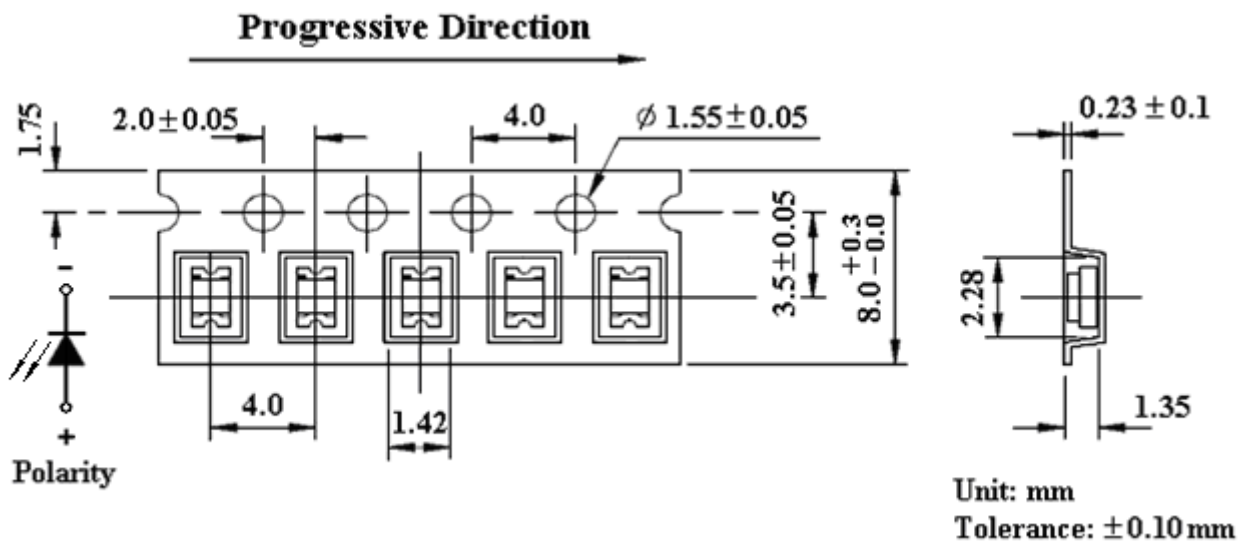 Progressive Direction
1.75
2.0±0.05
4.0
ϕ 1.55±0.05
0.23 ± 0.1
3.5±0.05
8.0 +0.3 -0.0
2.28
-
4.0
1.42
1.35
+
Polarity
Unit: mm
Tolerance: ±0.10 mm